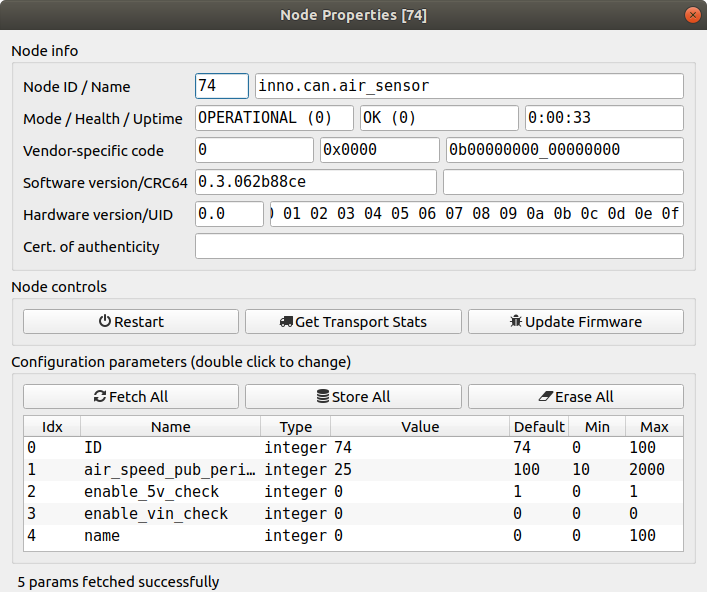 Node Properties [74]
Node info
Node ID / Name 74 inno.can.air_sensor
Mode / Health / Uptime OPERATIONAL (0) OK (0) 0:00:33
Vendor-specific code 0 0x0000 0b00000000_00000000
Software version/CRC64 0.3.062b88ce
Hardware version/UID 0.0 01 02 03 04 05 06 07 08 09 0a 0b 0c 0d 0e 0f
Cert. of authenticity
Node controls
Restart Get Transport Stats Update Firmware
Configuration parameters (double click to change)
Fetch All Store All Erase All
Idx Name Type Value Default Min Max
0 ID integer 74 74 0 100
1 air_speed_pub_peri... integer 25 100 10 2000
2 enable_5v_check integer 0 1 0 1
3 enable_vin_check integer 0 0 0 0
4 name integer 0 0 0 100
5 params fetched successfully